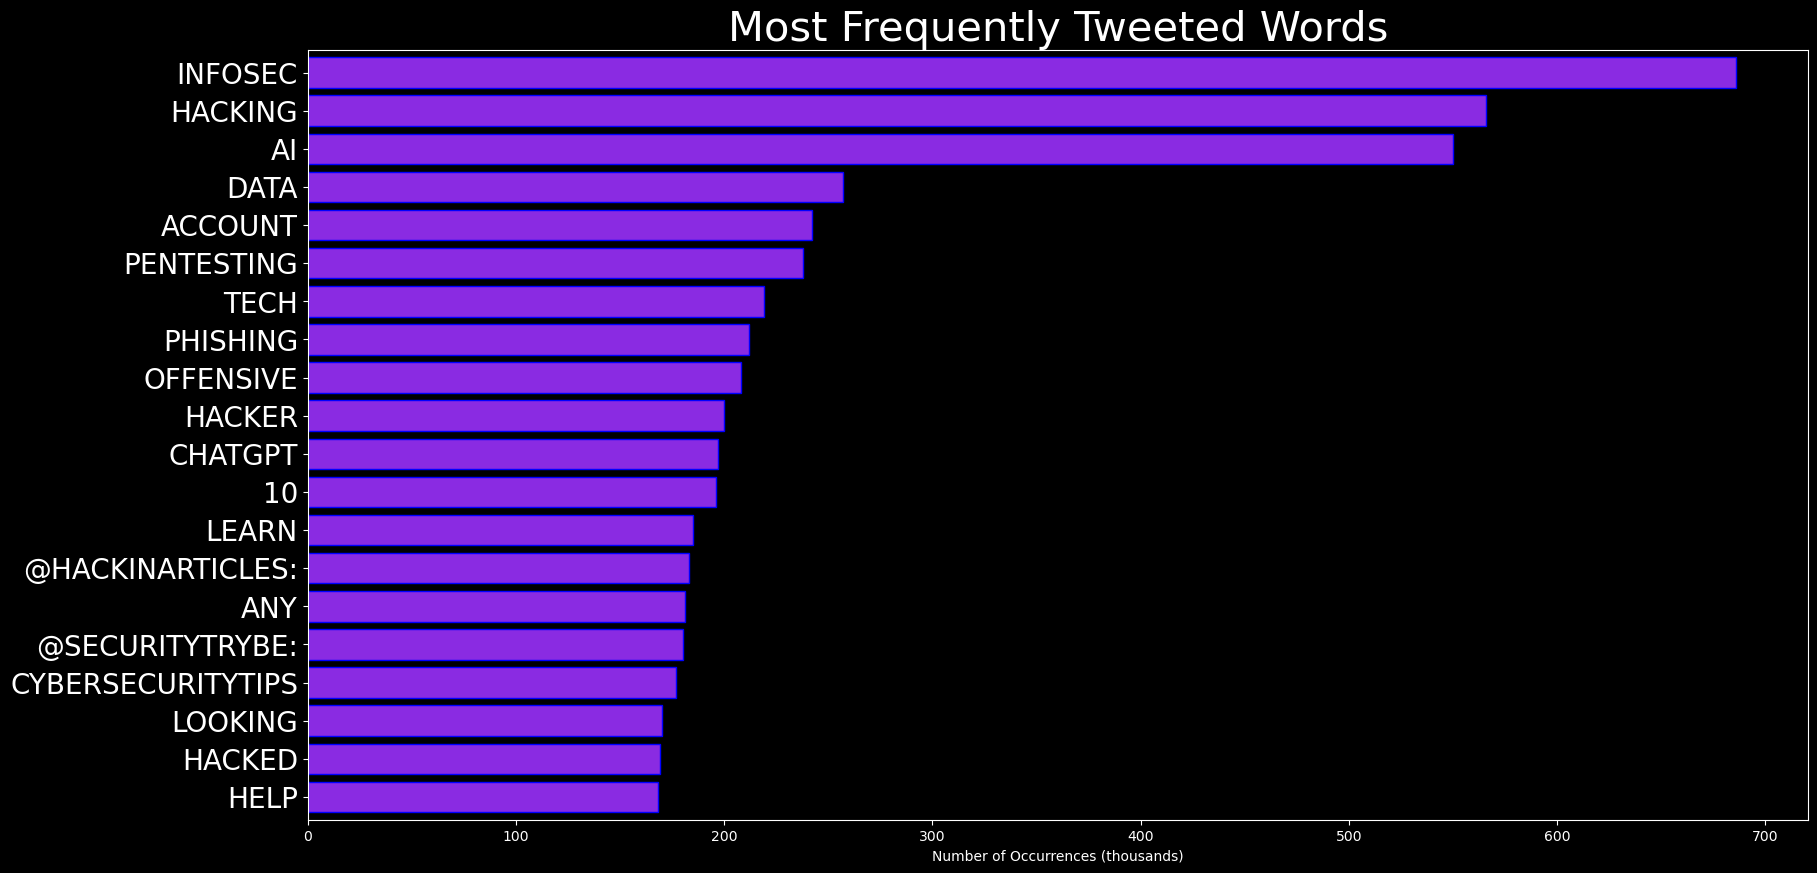 Most Frequently Tweeted Words
INFOSEC
HACKING
AI
DATA
ACCOUNT
PENTESTING
TECH
PHISHING
OFFENSIVE
HACKER
CHATGPT
10
LEARN
@HACKINARTICLES:
ANY
@SECURITYTRYBE:
CYBERSECURITYTIPS
LOOKING
HACKED
HELP
0 100 200 300 400 500 600 700
Number of Occurrences (thousands)